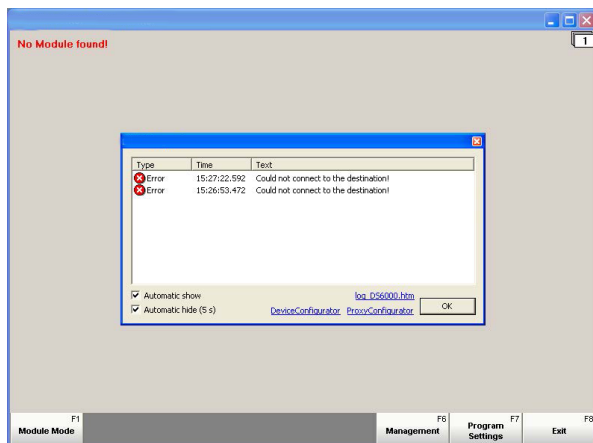 No Module found!
1
Type Time Text
Error 15:27:22.592 Could not connect to the destination!
Error 15:26:53.472 Could not connect to the destination!
Automatic show
log_DS6000.htm
Automatic hide (5 s)
DeviceConfigurator ProxyConfigurator
OK
F1
Module Mode
F6
Management
F7
Program
Settings
F8
Exit